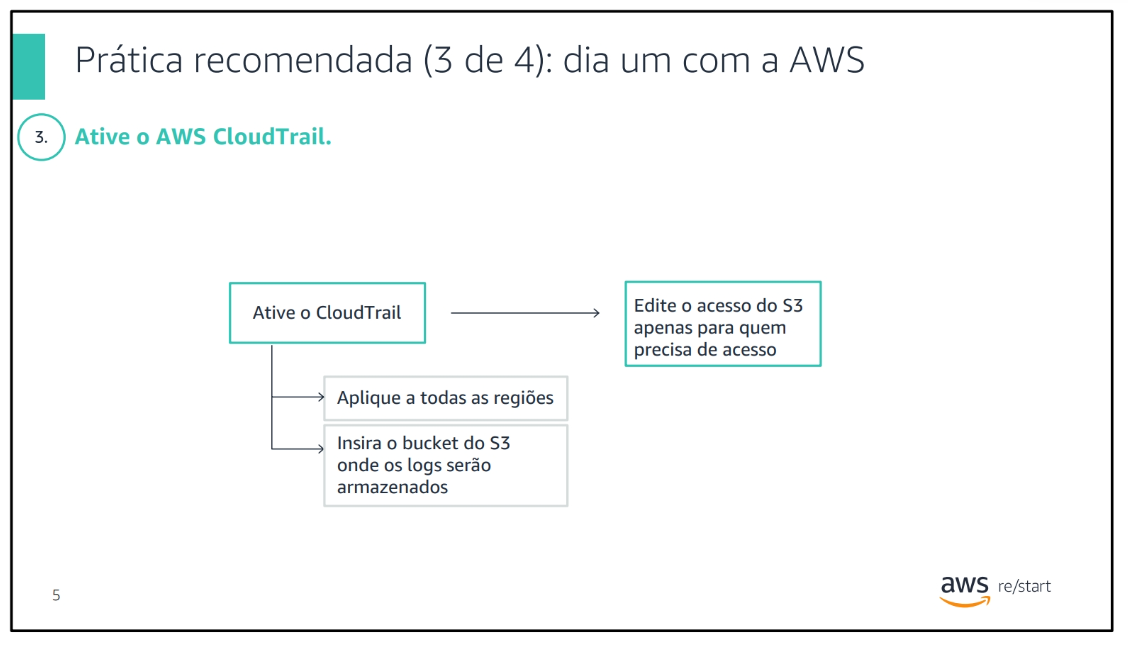 Prática recomendada (3 de 4): dia um com a AWS
3.
Ative o AWS CloudTrail.
Ative o CloudTrail
Edite o acesso do S3
apenas para quem
precisa de acesso
Aplique a todas as regiões
Insira o bucket do S3
onde os logs serão
armazenados
5
aws re/start